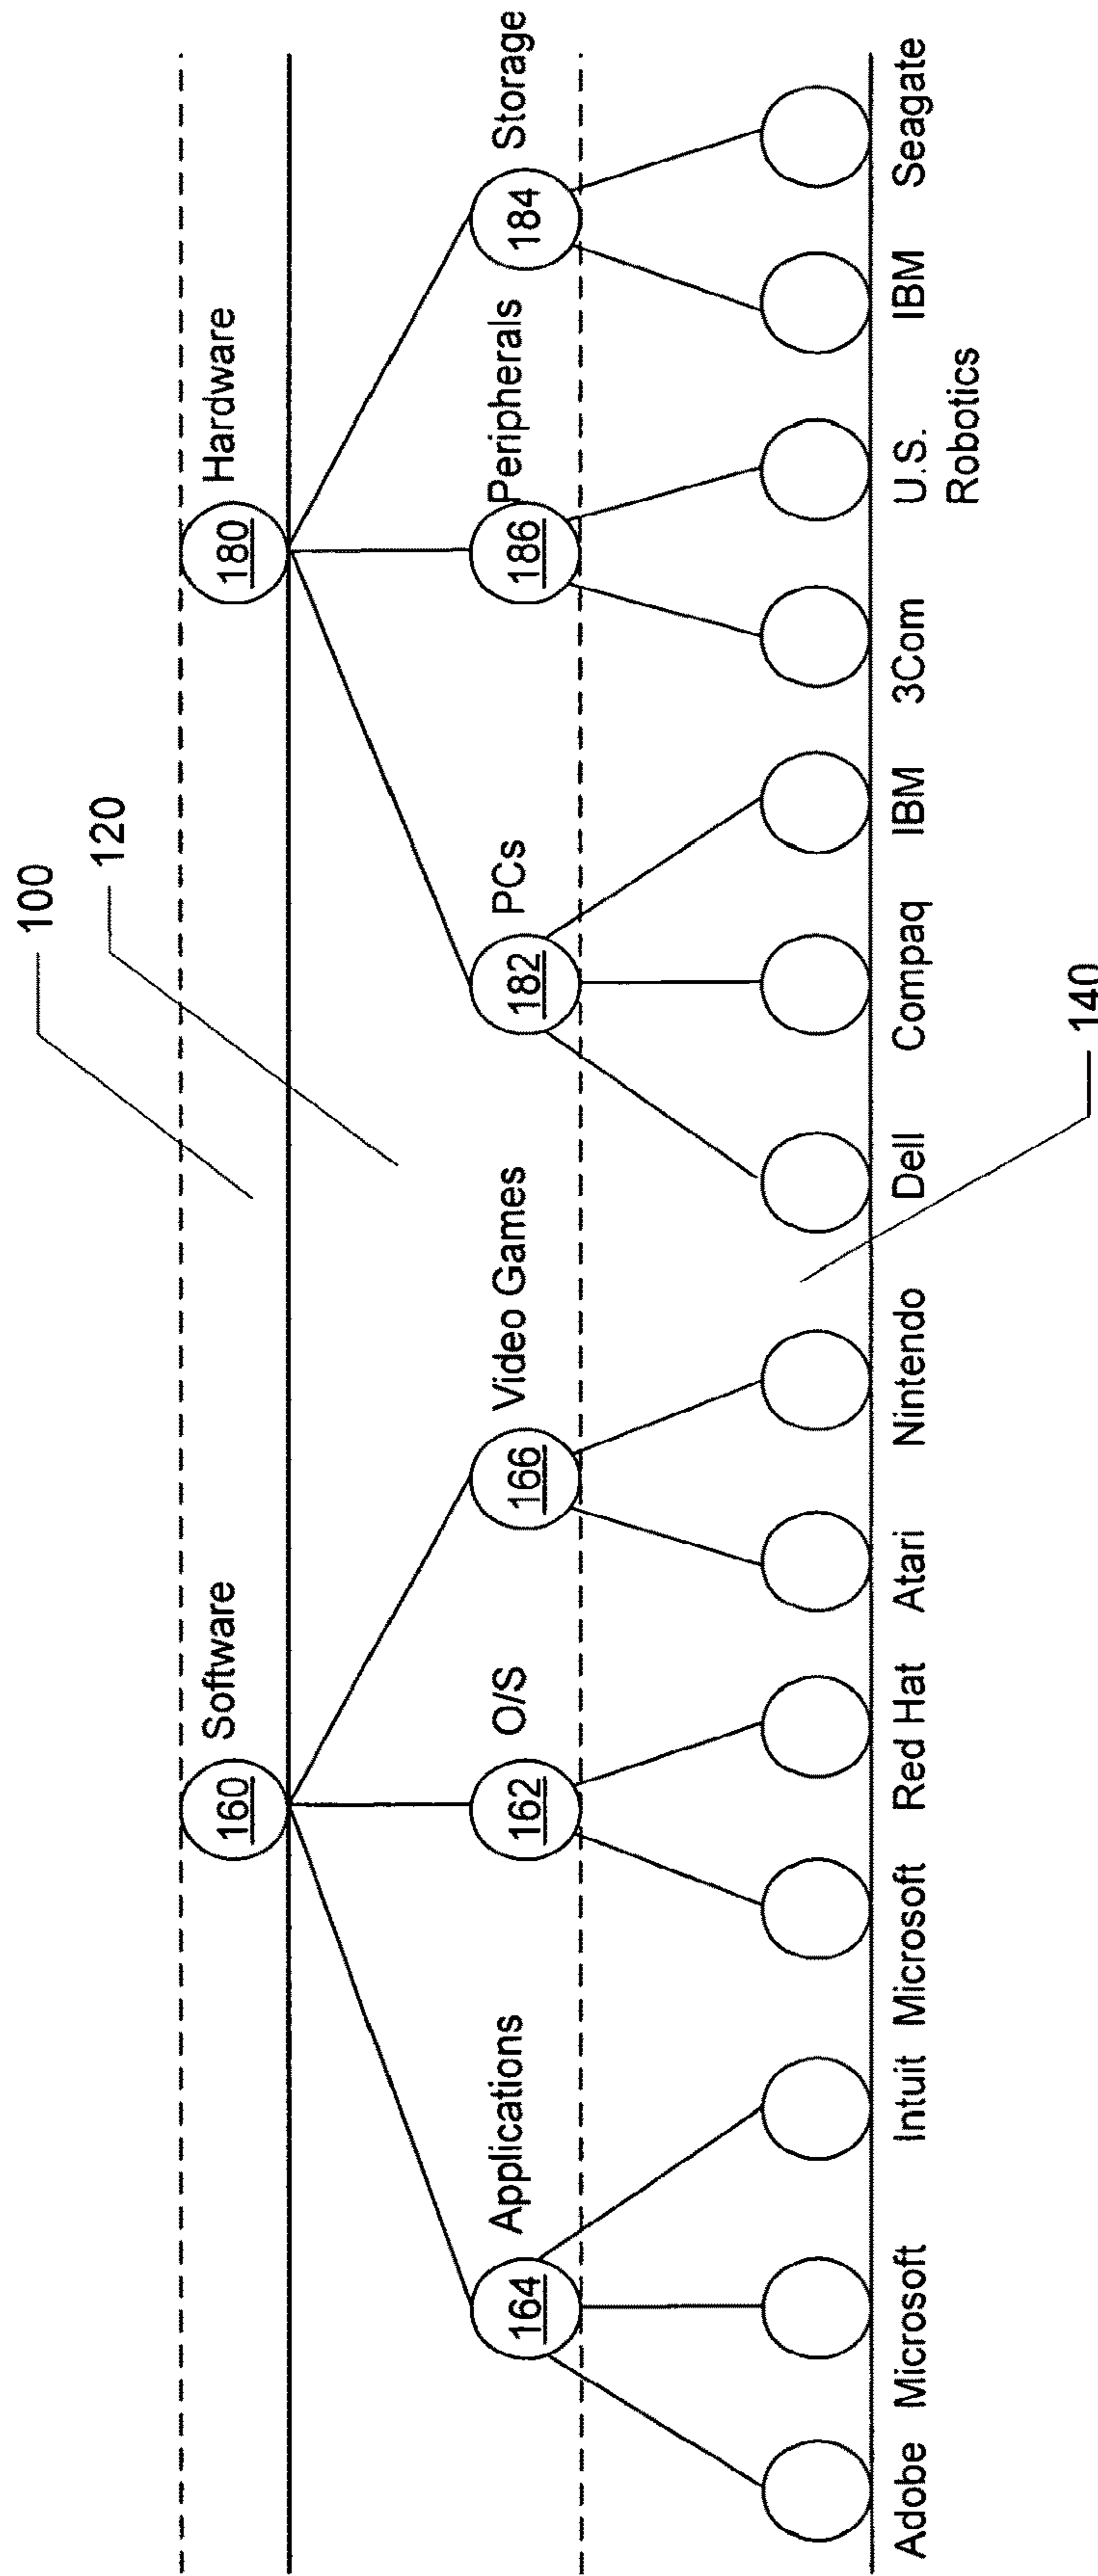 100
120
160 Software
180 Hardware
164 Applications
162 O/S
166 Video Games
182 PCs
186 Peripherals
184 Storage
Adobe Microsoft Intuit Microsoft Red Hat Atari Nintendo Dell Compaq IBM 3Com U.S. IBM Seagate
Robotics
140